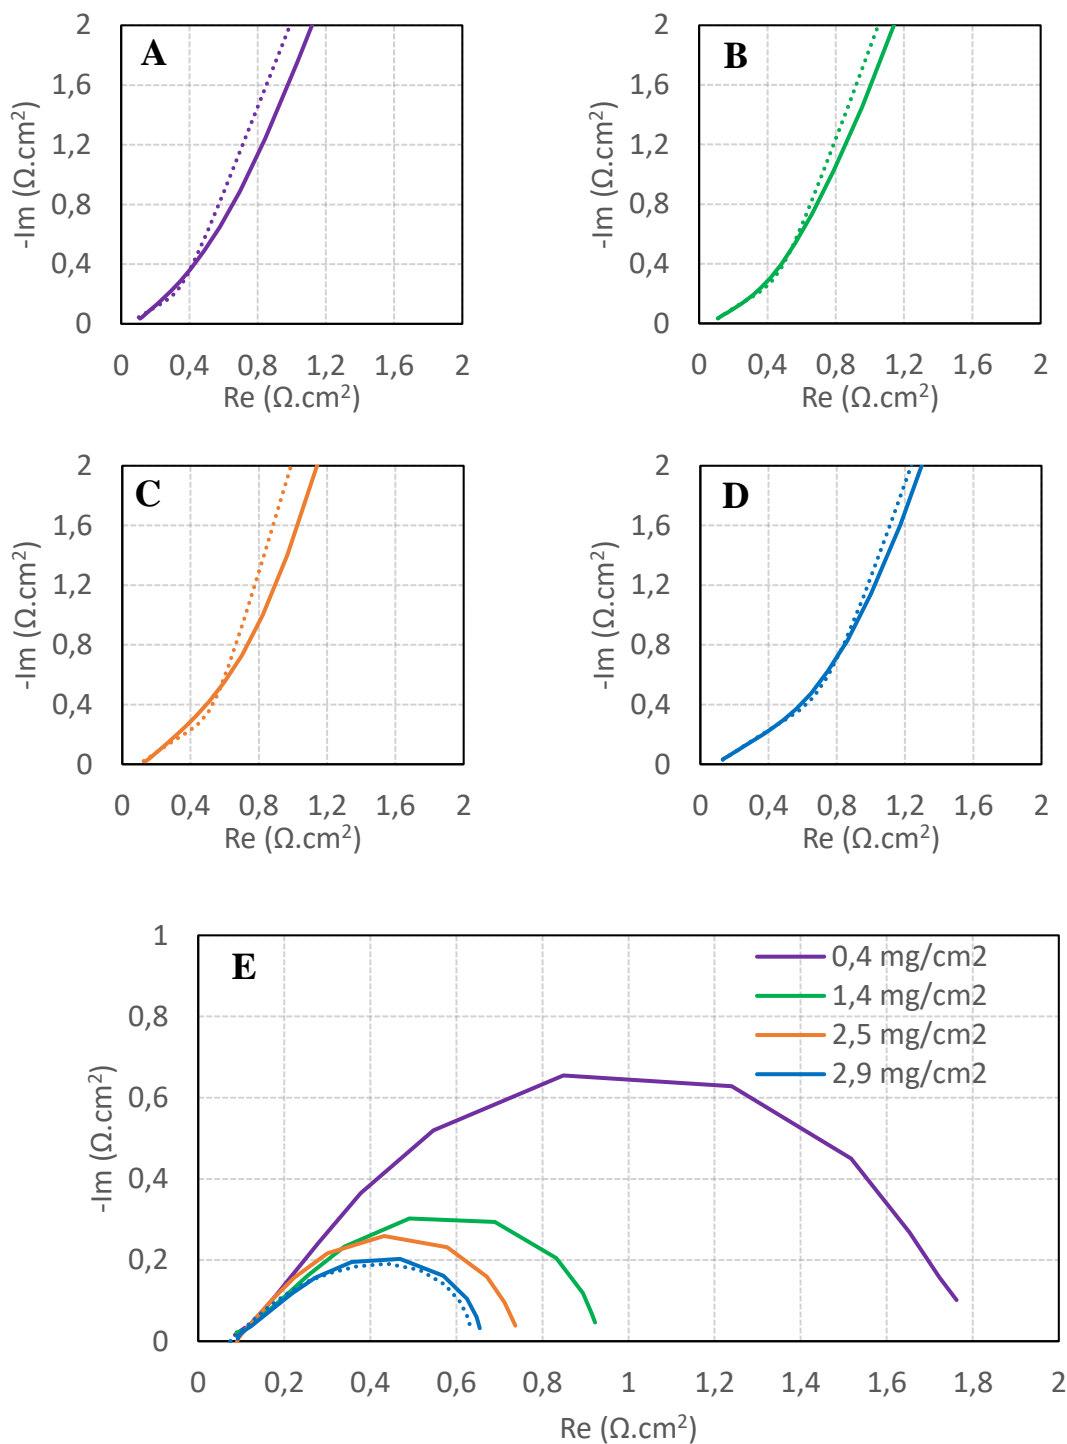 A
2
1,6
1,2
0,8
0,4
0
-Im (Ω.cm²)
0 0,4 0,8 1,2 1,6 2
Re (Ω.cm²)
B
2
1,6
1,2
0,8
0,4
0
-Im (Ω.cm²)
0 0,4 0,8 1,2 1,6 2
Re (Ω.cm²)
C
2
1,6
1,2
0,8
0,4
0
-Im (Ω.cm²)
0 0,4 0,8 1,2 1,6 2
Re (Ω.cm²)
D
2
1,6
1,2
0,8
0,4
0
-Im (Ω.cm²)
0 0,4 0,8 1,2 1,6 2
Re (Ω.cm²)
E
1
0,8
0,6
0,4
0,2
0
-Im (Ω.cm²)
0,4 mg/cm2
1,4 mg/cm2
2,5 mg/cm2
2,9 mg/cm2
0 0,2 0,4 0,6 0,8 1 1,2 1,4 1,6 1,8 2
Re (Ω.cm²)